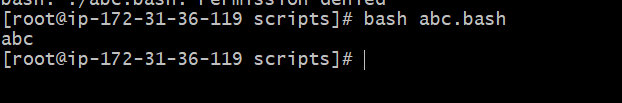 bash: ./abc.bash: Permission denied
[root@ip-172-31-36-119 scripts]# bash abc.bash
abc
[root@ip-172-31-36-119 scripts]#